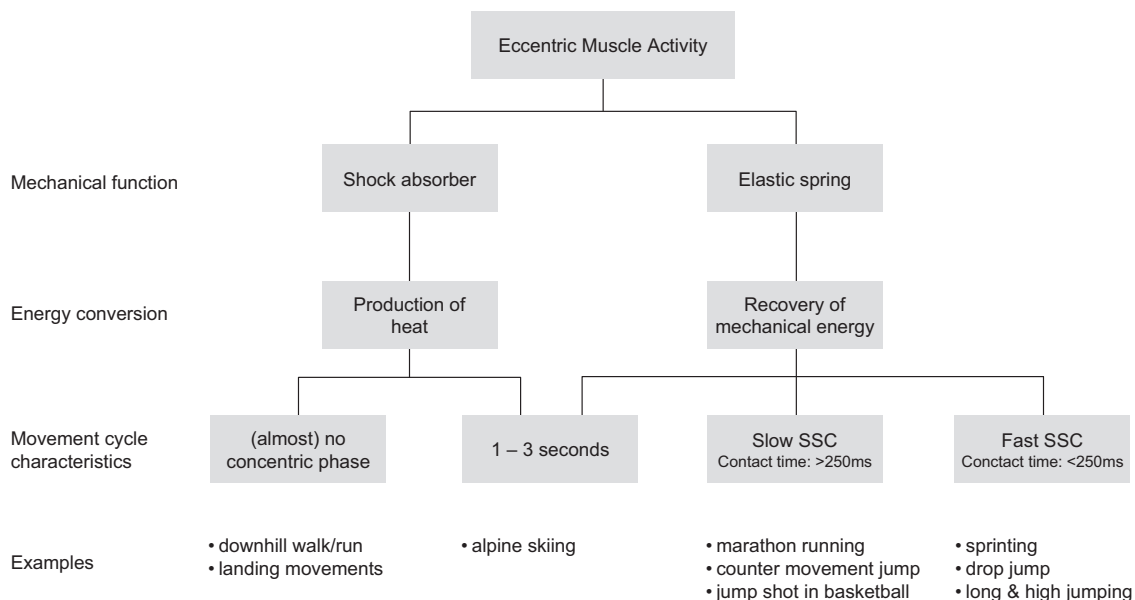 Eccentric Muscle Activity
Mechanical function
Shock absorber
Elastic spring
Energy conversion
Production of
heat
Recovery of
mechanical energy
Movement cycle
characteristics
(almost) no
concentric phase
1 – 3 seconds
Slow SSC
Contact time: >250ms
Fast SSC
Conctact time: <250ms
Examples
• downhill walk/run
• landing movements
• alpine skiing
• marathon running
• counter movement jump
• jump shot in basketball
• sprinting
• drop jump
• long & high jumping